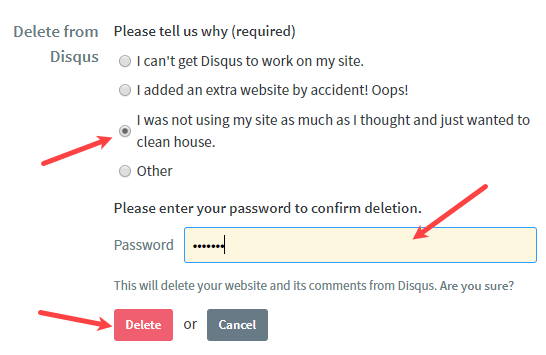 Delete from
Disqus
Please tell us why (required)
I can't get Disqus to work on my site.
I added an extra website by accident! Oops!
I was not using my site as much as I thought and just wanted to
clean house.
Other
Please enter your password to confirm deletion.
Password •••••••
This will delete your website and its comments from Disqus. Are you sure?
Delete or Cancel